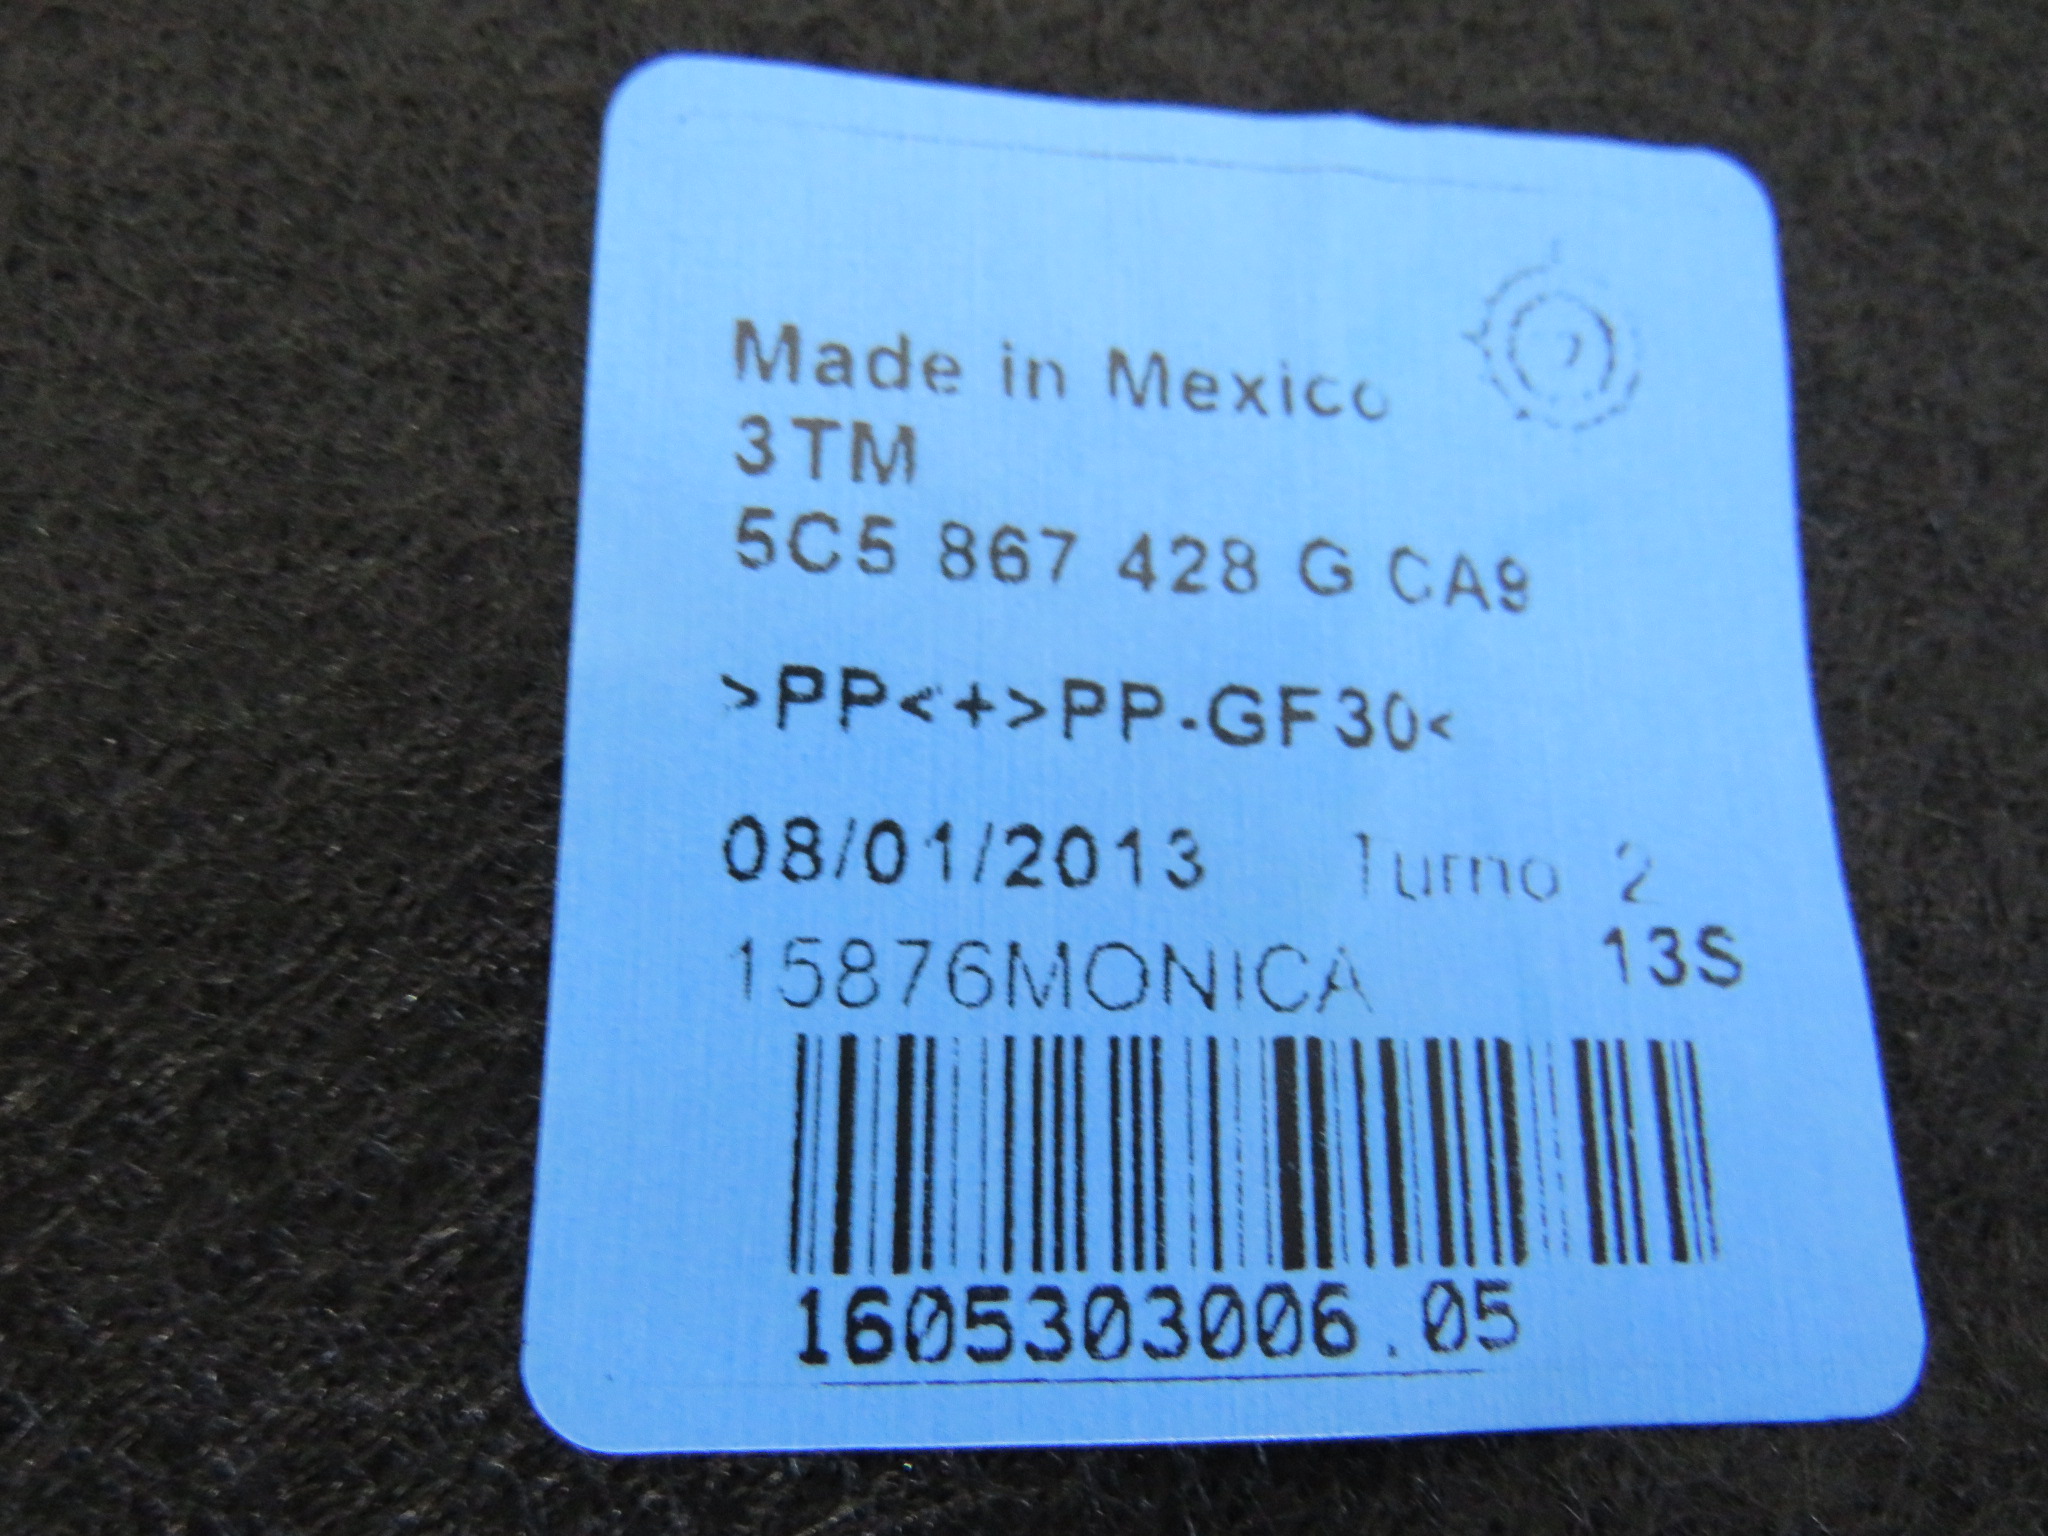 Made in Mexico
3TM
5C5 867 428 G CA9
>PP<+>PP-GF30<
08/01/2013 Turno 2
15876MONICA 13S
1605303006.05